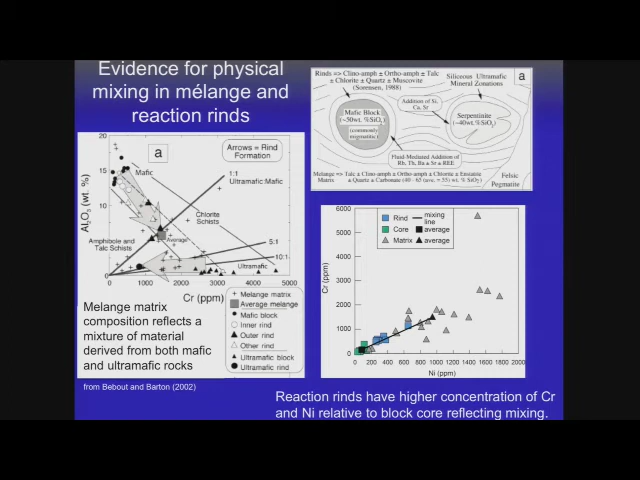 Evidence for physical
mixing in mélange and
reaction rinds
a
Arrows = Rind
Formation
Mafic
1:1
Ultramafic:Mafic
Chlorite
Schists
Amphibole and
Talc Schists
Average
5:1
10:1
Ultramafic
Al₂O₃ (wt. %)
20
15
10
5
0
0 1000 2000 3000 4000 5000
Cr (ppm)
Melange matrix
Average melange
Mafic block
Inner rind
Outer rind
Other rind
Ultramafic block
Ultramafic rind
Melange matrix
composition reflects a
mixture of material
derived from both mafic
and ultramafic rocks
from Bebout and Barton (2002)
Rinds => Clino-amph ± Ortho-amph ± Talc
± Chlorite ± Quartz ± Muscovite
(Sorensen, 1988)
Siliceous Ultramafic
Mineral Zonations
a
Addition of Si,
Ca, Sr
Mafic Block
(commonly
migmatitic)
Serpentinite
Fluid-Mediated Addition of
Rb, Th, Ba ± Sr ± REE
Melange => Talc ± Clino-amph ± Ortho-amph ± Chlorite ± Enstatite
Matrix ± Quartz ± Carbonate (40 - 65 (ave. = 55) wt. % SiO₂)
Felsic
Pegmatite
Rind
Core
Matrix
mixing
line
average
average
Cr (ppm)
6000
5000
4000
3000
2000
1000
0
0 200 400 600 800 1000 1200 1400 1600 1800 2000
Ni (ppm)
Reaction rinds have higher concentration of Cr
and Ni relative to block core reflecting mixing.